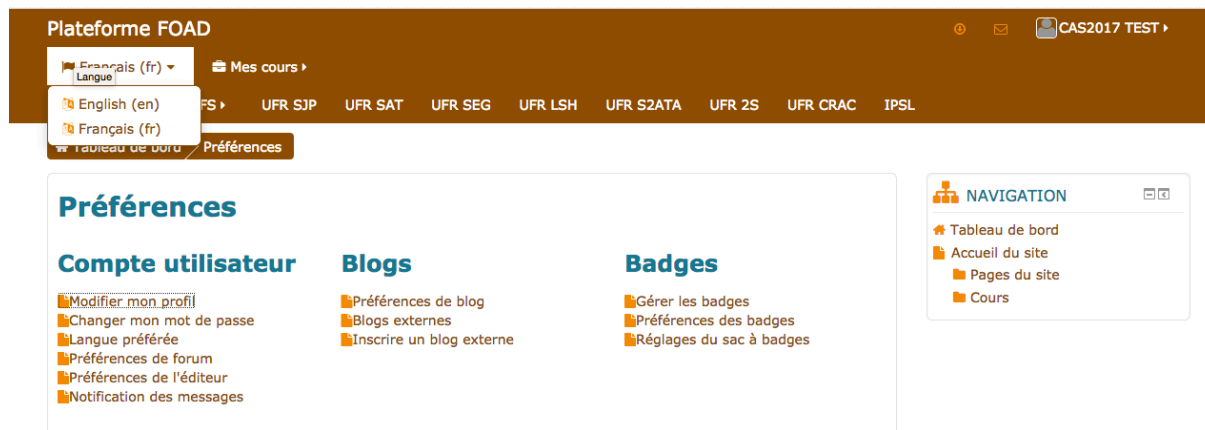 Plateforme FOAD
CAS2017 TEST
Français (fr)
Mes cours
Langue
English (en)
Français (fr)
FS
UFR SJP
UFR SAT
UFR SEG
UFR LSH
UFR S2ATA
UFR 2S
UFR CRAC
IPSL
Tableau de bord
Préférences
Préférences
Compte utilisateur
Modifier mon profil
Changer mon mot de passe
Langue préférée
Préférences de forum
Préférences de l'éditeur
Notification des messages
Blogs
Préférences de blog
Blogs externes
Inscrire un blog externe
Badges
Gérer les badges
Préférences des badges
Réglages du sac à badges
NAVIGATION
Tableau de bord
Accueil du site
Pages du site
Cours